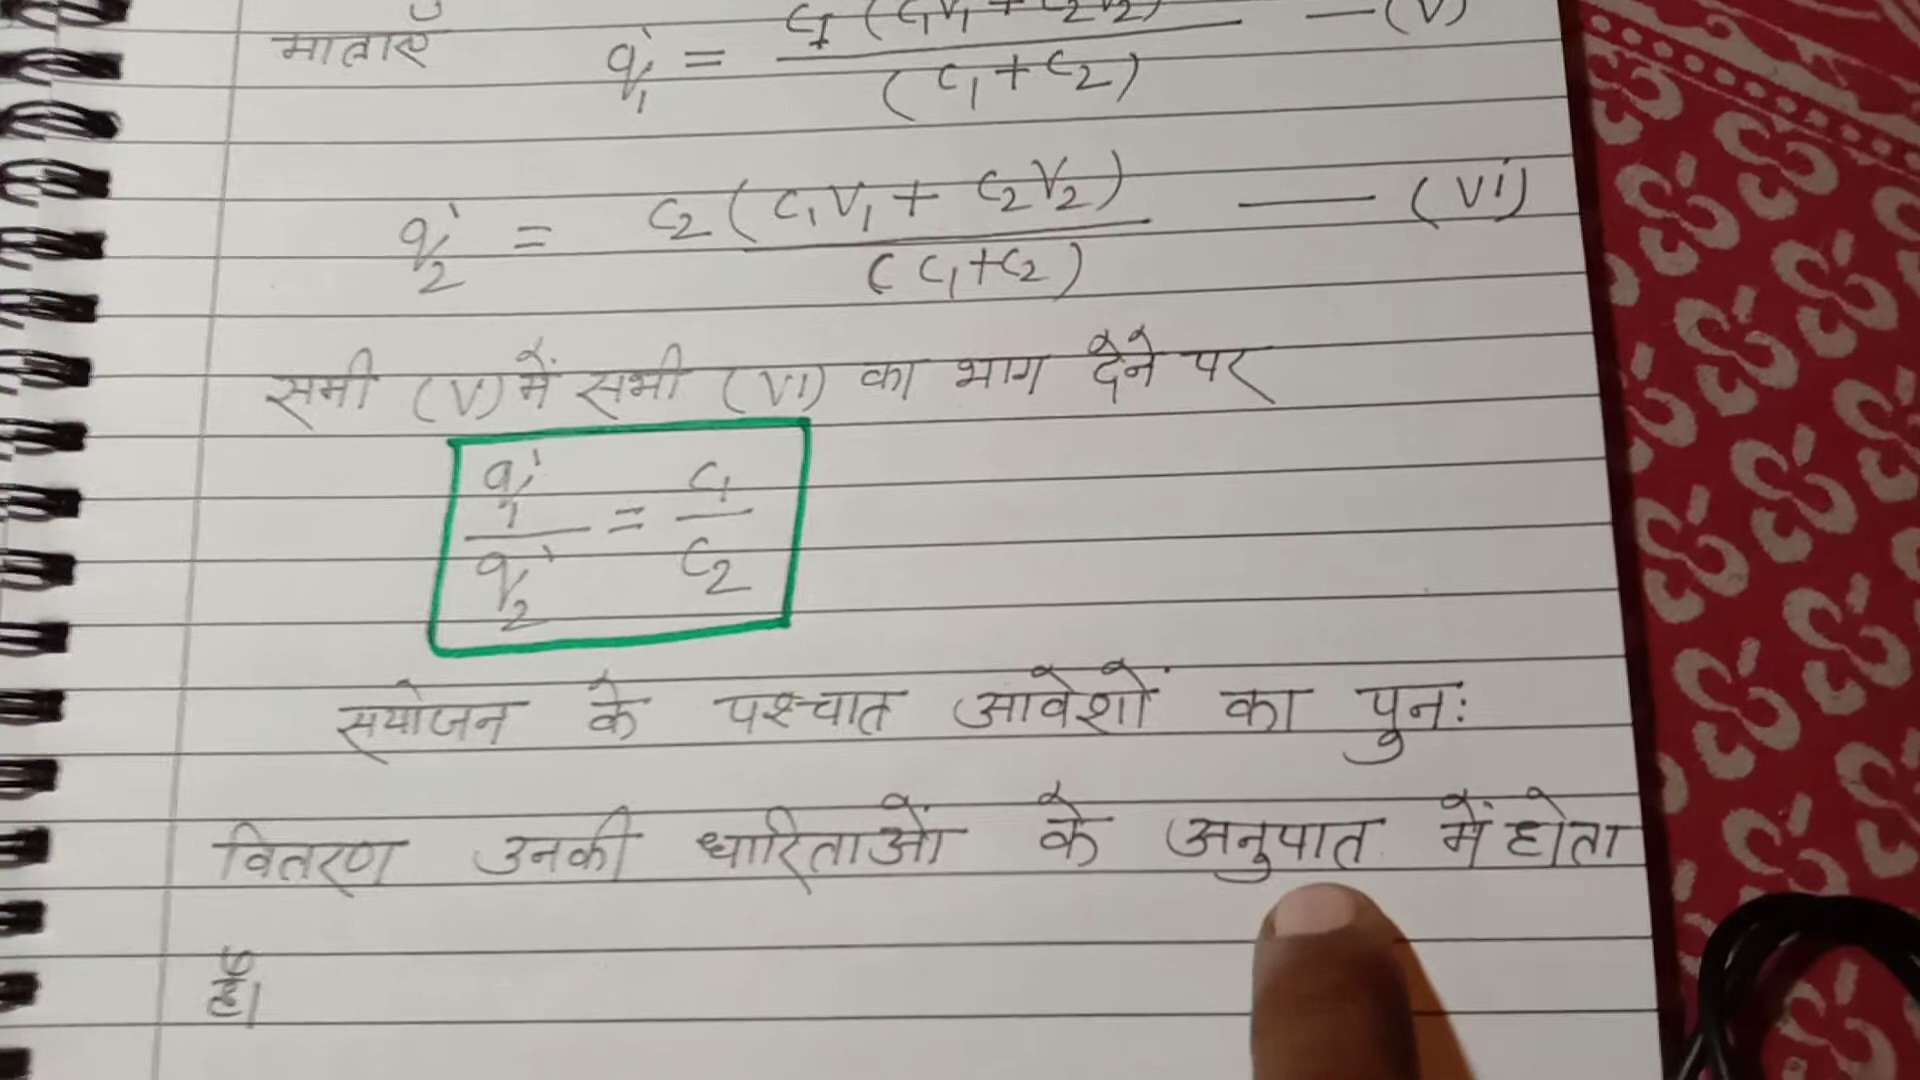 मात्राएँ q₁' = C₁(C₁V₁ + C₂V₂) / (C₁+C₂) —(V)
q₂' = C₂(C₁V₁ + C₂V₂) / (C₁+C₂) —(Vi)
समी (V) में समी (VI) का भाग देने पर
q₁'/q₂' = C₁/C₂
सयोजन के पश्चात आवेशों का पुनः
वितरण उनकी धारिताओं के अनुपात में होता
है।